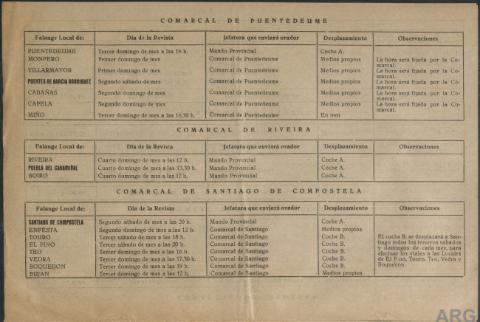 COMARCAL DE PUENTEDEUME
Falange Local de: Día de la Revista Jefatura que enviará orador Desplazamiento Observaciones
PUENTEDEUME Tercer domingo de mes a las 18 h. Mando Provincial Coche A.
MONFERO Primer domingo de mes Comarcal de Puentedeume Medios propios La hora será fijada por la Comarcal.
VILLARMAYOR Primer domingo de mes Comarcal de Puentedeume Medios propios La hora será fijada por la Comarcal.
PUENTES DE GARCIA RODRIGUEZ Segundo sábado de mes Comarcal de Puentedeume Medios propios La hora será fijada por la Comarcal.
CABAÑAS Segundo domingo de mes Comarcal de Puentedeume Medios propios La hora será fijada por la Comarcal.
CAPELA Segundo domingo de mes Comarcal de Puentedeume Medios propios La hora será fijada por la Comarcal.
MIÑO Tercer domingo de mes a las Comarcal de Puentedeume En tren
COMARCAL DE RIVEIRA
Falange Local de: Día de la Revista Jefatura que enviará orador Desplazamiento Observaciones
RIVEIRA Cuarto domingo de mes a las 12 h. Mando Provincial Coche A.
PUEBLA DEL CARAMIÑAL Cuarto domingo de mes a las 13,30 h. Mando Provincial Coche A.
BOIRO Cuarto domingo de mes a las 17 h. Mando Provincial Coche A.
COMARCAL DE SANTIAGO DE COMPOSTELA
Falange Local de: Día de la Revista Jefatura que enviará orador Desplazamiento Observaciones
SANTIAGO DE COMPOSTELA Segundo sábado de mes a las 20 h. Mando Provincial Coche A.
ENFESTA Segundo domingo de mes a las 12 h. Comarcal de Santiago Medios propios
TOURO Tercer sábado de mes a las 18 h. Comarcal de Santiago Coche B. El coche B. se desplazará a Santiago
EL PINO Tercer sábado de mes a las 20 h. Comarcal de Santiago Coche B. todos los terceros sábados
TEO Tercer domingo de mes a las Comarcal de Santiago Coche B. y domingos de cada mes, para
VEDRA Tercer domingo de mes a las 17,30 h. Comarcal de Santiago Coche B. efectuar los viajes a las Locales
BOQUEIJON Tercer domingo de mes a las 19 h. Comarcal de Santiago Coche B. de El Pino, Touro, Teo, Vedra y
Tercer domingo de mes a las 12 h. Comarcal de Santiago Medios propios Boqueijón.
ARG